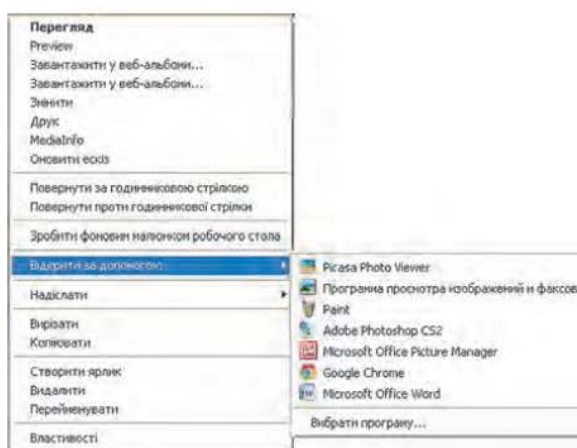 Перегляд
Preview
Завантажити у веб-альбоми...
Завантажити у веб-альбоми...
Змінити
Друк
MediaInfo
Оновити ескіз
Повернути за годинниковою стрілкою
Повернути проти годинникової стрілки
Зробити фоновим малюнком робочого стола
Відкрити за допомогою
Надіслати
Вирізати
Копіювати
Створити ярлик
Видалити
Перейменувати
Властивості
Picasa Photo Viewer
Программа просмотра изображений и факсов
Paint
Adobe Photoshop CS2
Microsoft Office Picture Manager
Google Chrome
Microsoft Office Word
Вибрати програму...